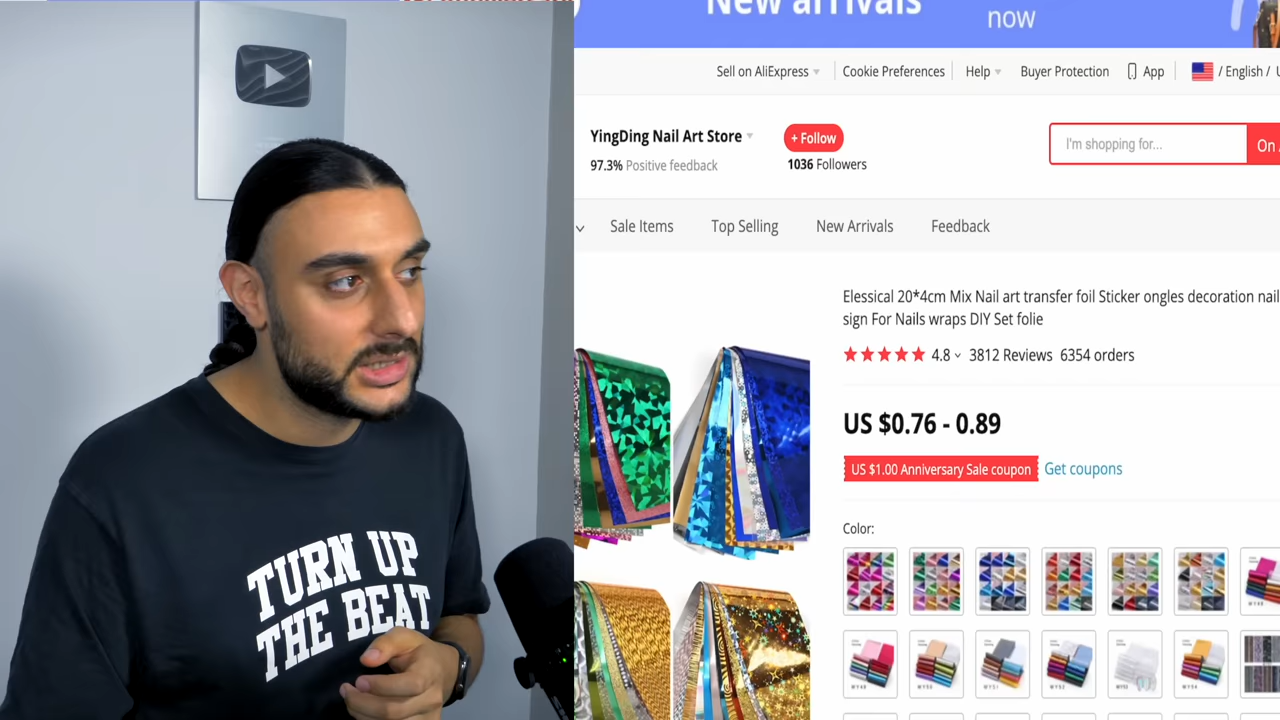 New arrivals
now
Sell on AliExpress
Cookie Preferences
Help
Buyer Protection
App
/ English /
YingDing Nail Art Store
+ Follow
97.3% Positive feedback
1036 Followers
I'm shopping for...
On
Sale Items
Top Selling
New Arrivals
Feedback
Elessical 20*4cm Mix Nail art transfer foil Sticker ongles decoration nail
sign For Nails wraps DIY Set folie
4.8
3812 Reviews
6354 orders
US $0.76 - 0.89
US $1.00 Anniversary Sale coupon
Get coupons
Color:
TURN UP
THE BEAT